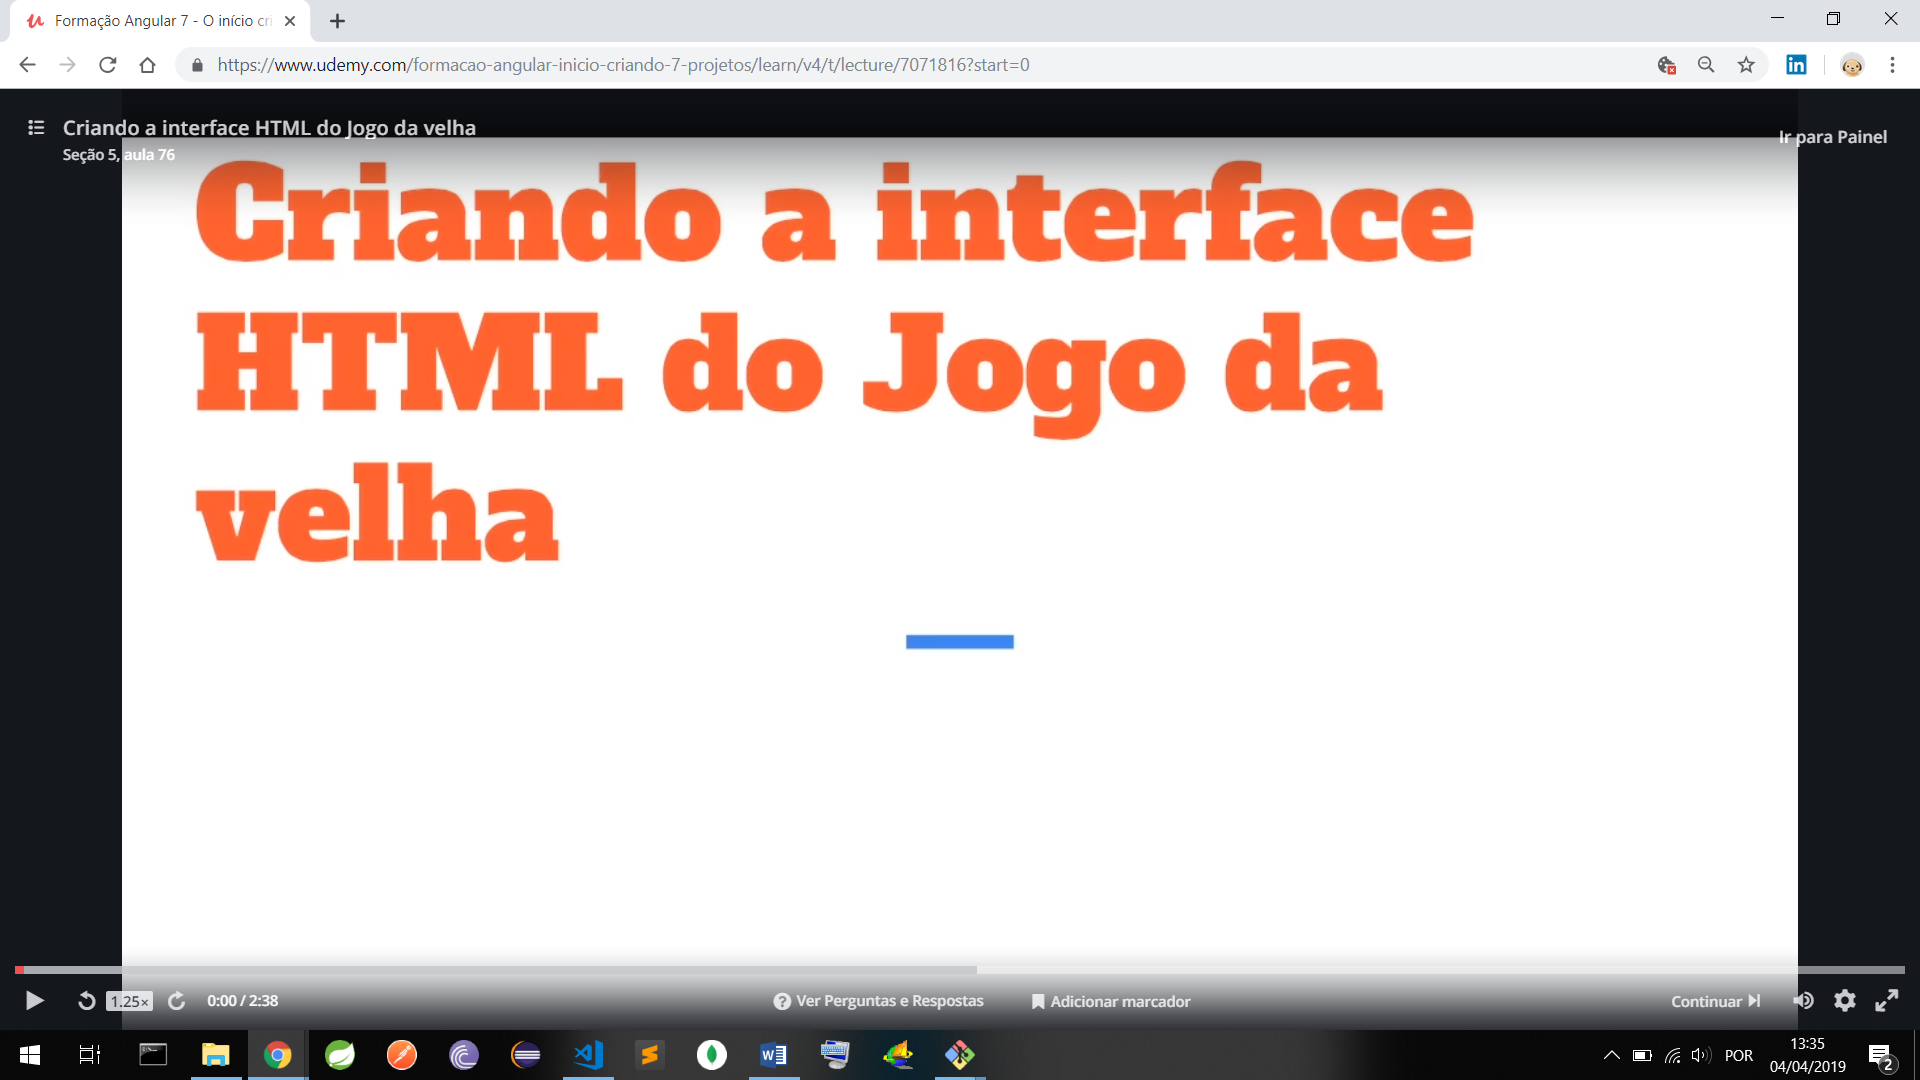 Formação Angular 7 - O início cri
https://www.udemy.com/formacao-angular-inicio-criando-7-projetos/learn/v4/t/lecture/7071816?start=0
Criando a interface HTML do Jogo da velha
Seção 5, aula 76
Ir para Painel
Criando a interface
HTML do Jogo da
velha
1.25×
0:00 / 2:38
Ver Perguntas e Respostas
Adicionar marcador
Continuar
POR
13:35
04/04/2019
2